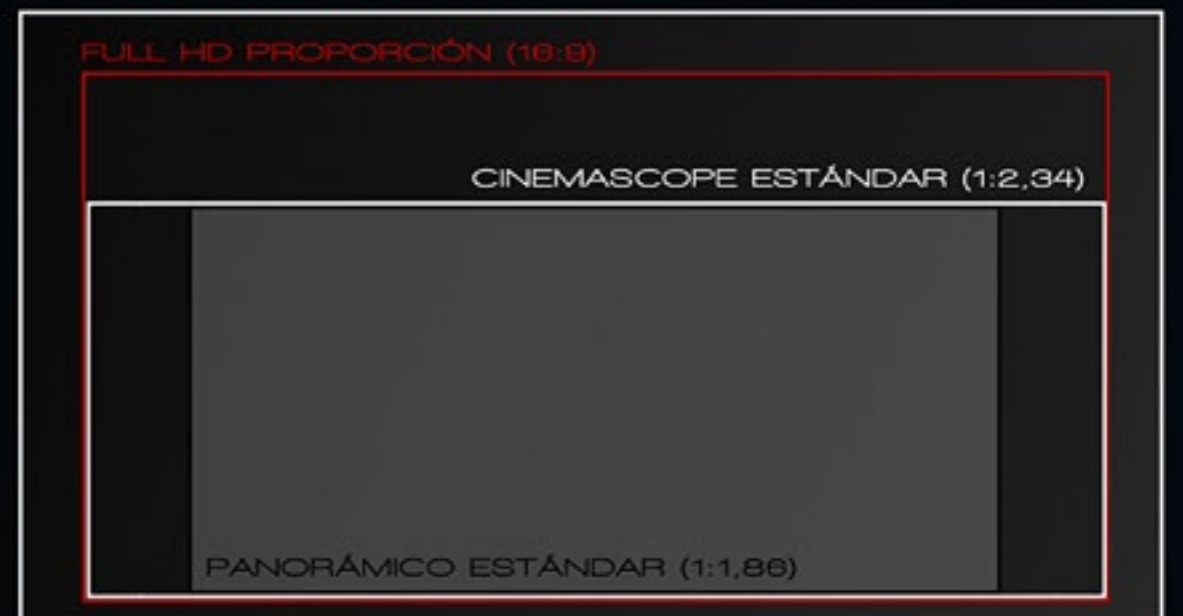 FULL HD PROPORCIÓN (16:9)
CINEMASCOPE ESTÁNDAR (1:2,34)
PANORÁMICO ESTÁNDAR (1:1,86)